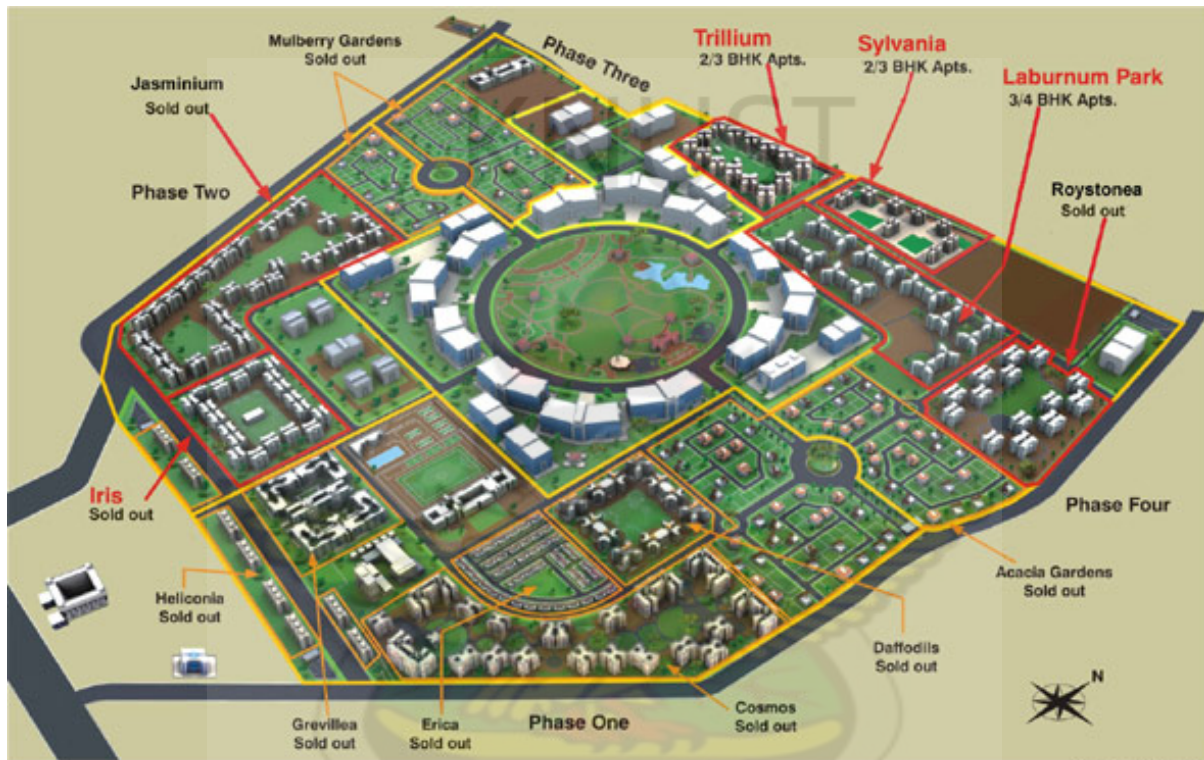 Mulberry Gardens
Sold out
Phase Three
Trillium
2/3 BHK Apts.
Sylvania
2/3 BHK Apts.
Laburnum Park
3/4 BHK Apts.
Jasminium
Sold out
Phase Two
Roystonea
Sold out
Iris
Sold out
Phase Four
Heliconia
Sold out
Acacia Gardens
Sold out
Daffodils
Sold out
Grevillea
Sold out
Erica
Sold out
Phase One
Cosmos
Sold out
N
KNUST